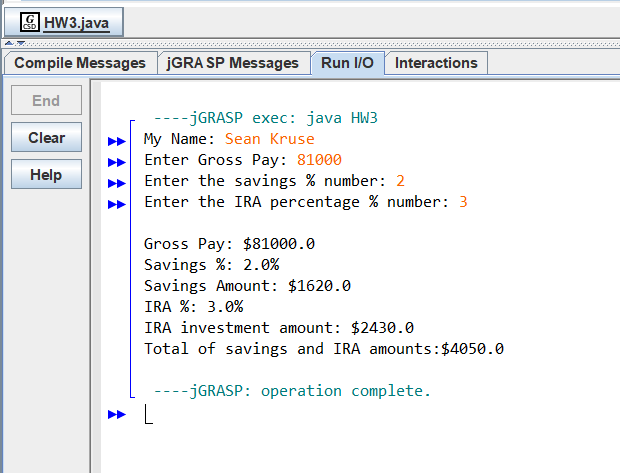 G
CSD
HW3.java
Compile Messages
jGRASP Messages
Run I/O
Interactions
End
Clear
Help
----jGRASP exec: java HW3
My Name: Sean Kruse
Enter Gross Pay: 81000
Enter the savings % number: 2
Enter the IRA percentage % number: 3
Gross Pay: $81000.0
Savings %: 2.0%
Savings Amount: $1620.0
IRA %: 3.0%
IRA investment amount: $2430.0
Total of savings and IRA amounts:$4050.0
----jGRASP: operation complete.